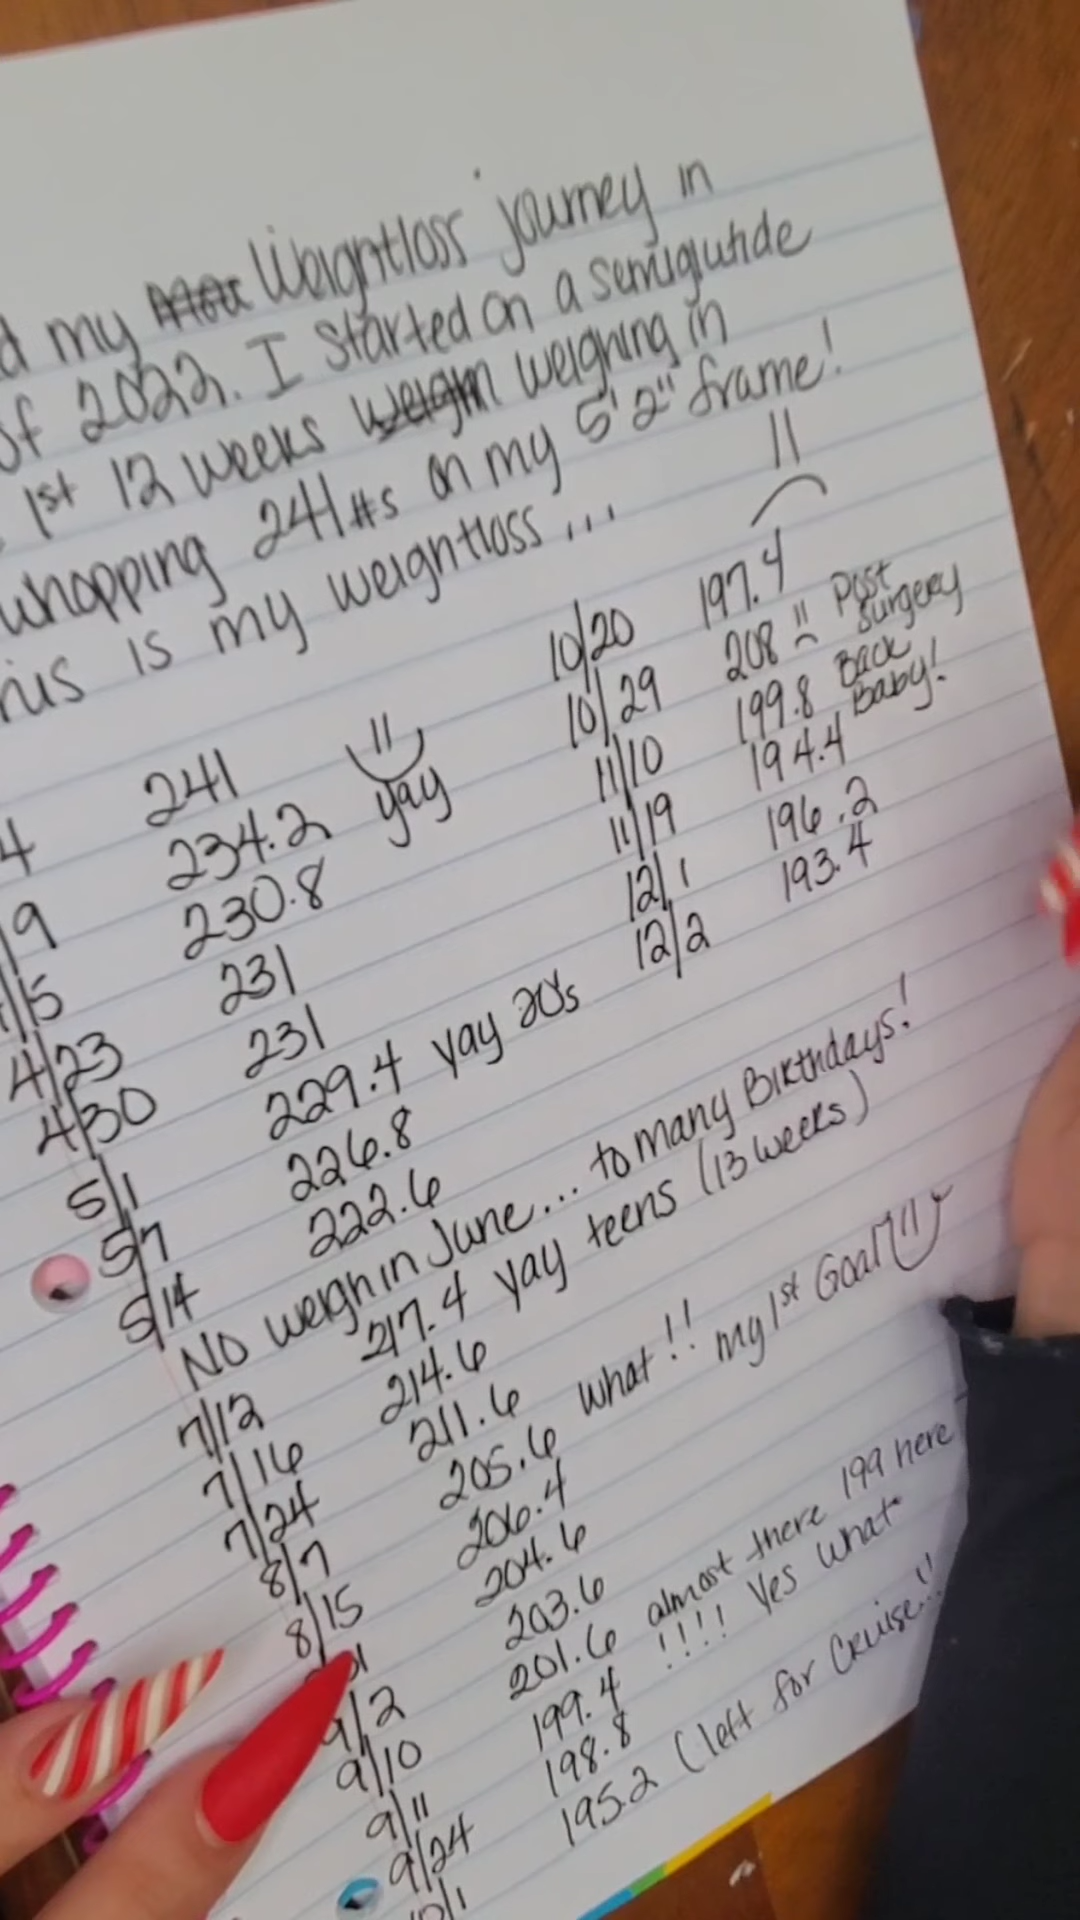 my Weightloss journey in
of 2022. I started on a semiglutide
1st 12 weeks weighing in
whopping 241#s on my 5'2" frame!
is my weightloss...
4 241
/9 234.2 yay
/15 230.8
4/23 231
4/30 231
5/1 229.4 yay 20's
5/7 226.8
5/14 222.6
No weigh in June... to many Birthdays!
7/12 217.4 yay teens (13 weeks)
7/16 214.6
7/24 211.6
8/7 205.6 what!! my 1st Goal
8/15 206.4
204.6
9/2 203.6
9/10 201.6 almost there 199 here
9/11 199.4 !!!! Yes what
9/24 198.8
10/1 195.2 (left for Cruise!!
10/20 197.4
10/29 208 Post surgery
11/10 199.8 Back Baby!
11/19 194.4
12/1 196.2
12/2 193.4